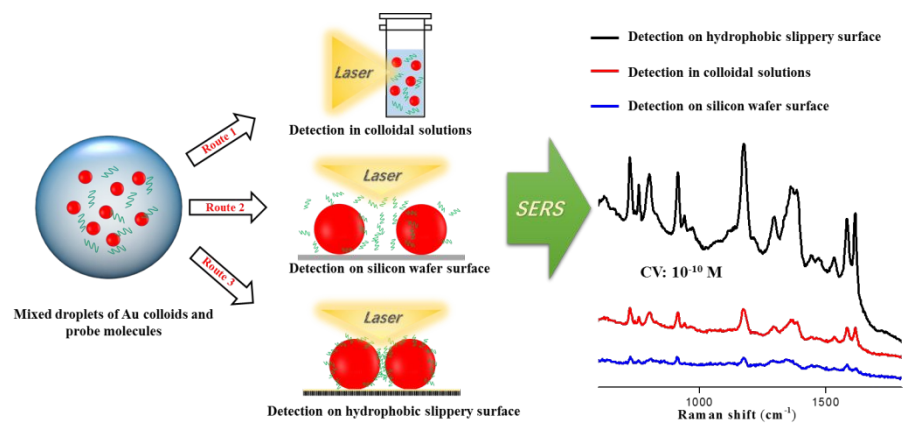 Laser
Detection in colloidal solutions
Route 1
Route 2
Route 3
Laser
Detection on silicon wafer surface
Mixed droplets of Au colloids and
probe molecules
Laser
Detection on hydrophobic slippery surface
SERS
Detection on hydrophobic slippery surface
Detection in colloidal solutions
Detection on silicon wafer surface
CV: 10⁻¹⁰ M
1000 1500
Raman shift (cm⁻¹)